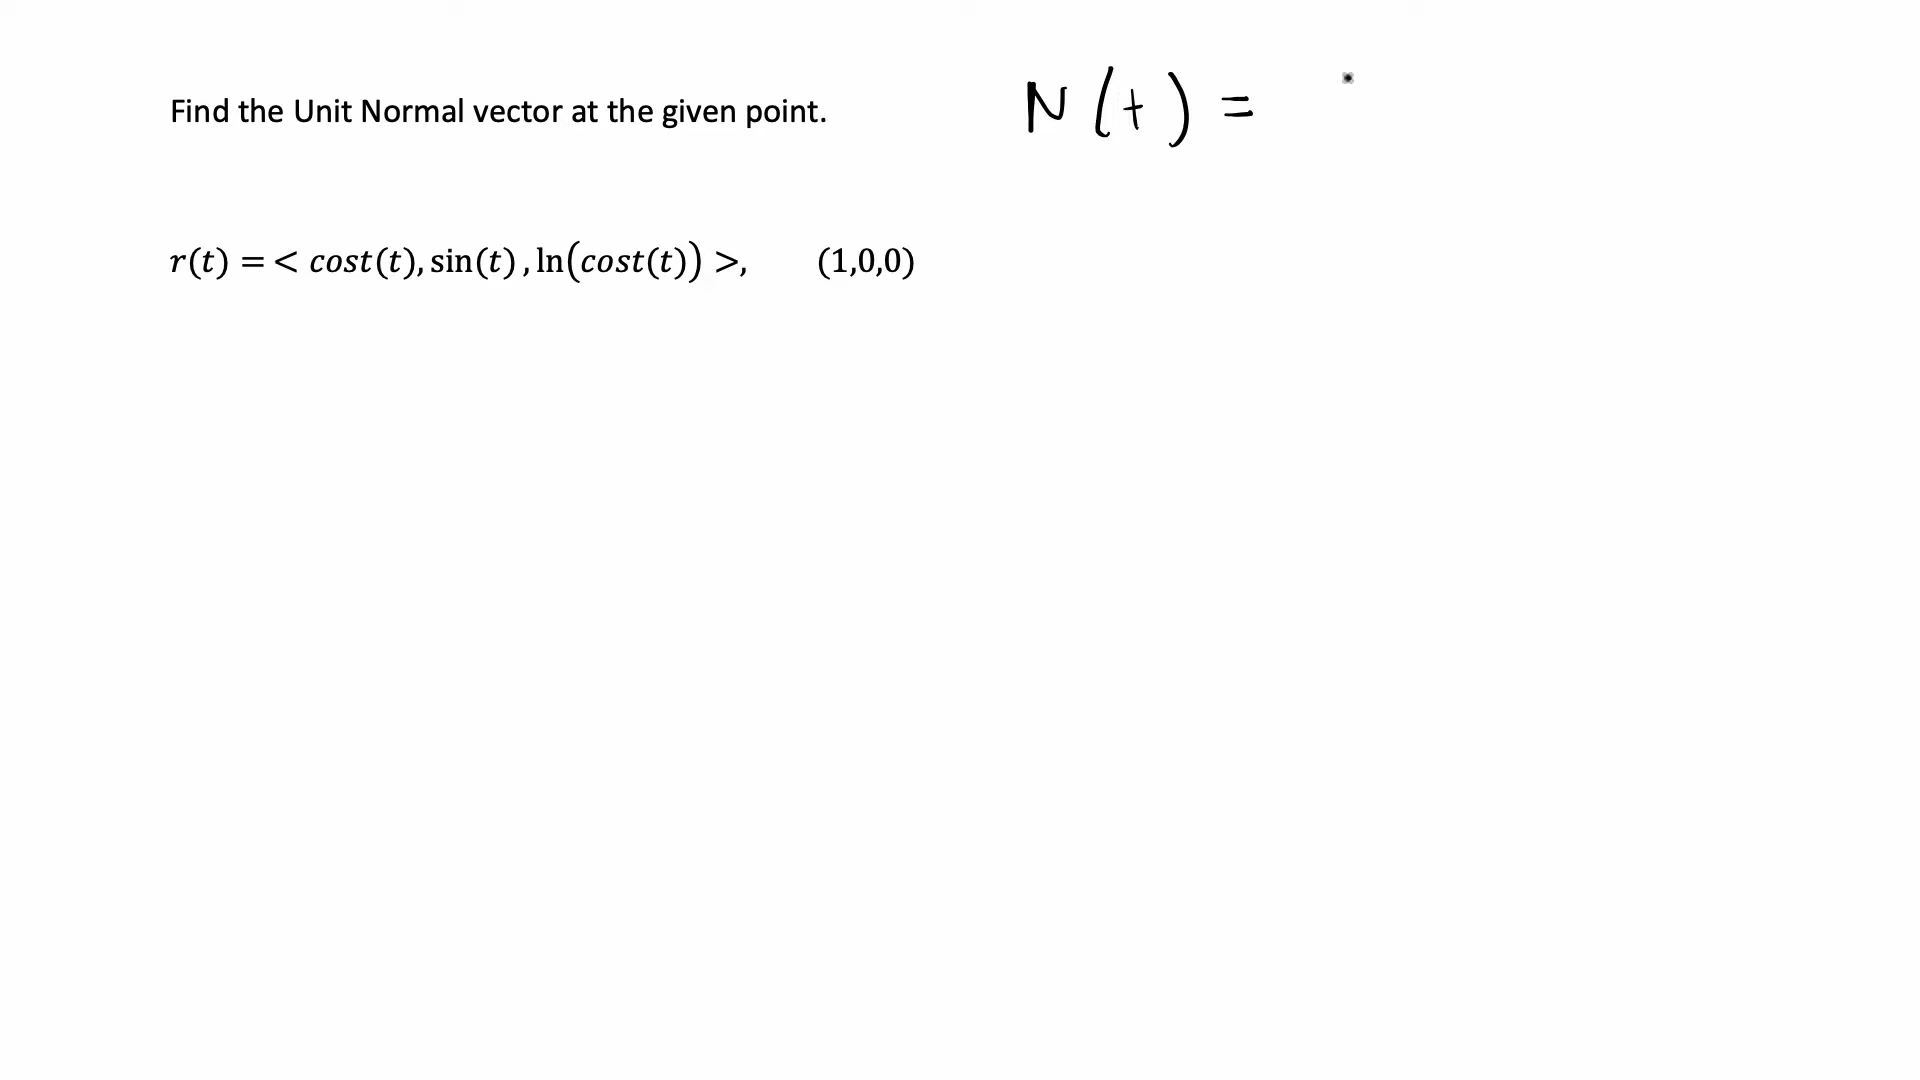 Find the Unit Normal vector at the given point.
N(t) =
r(t) = < cost(t), sin(t), ln(cost(t)) >, (1,0,0)